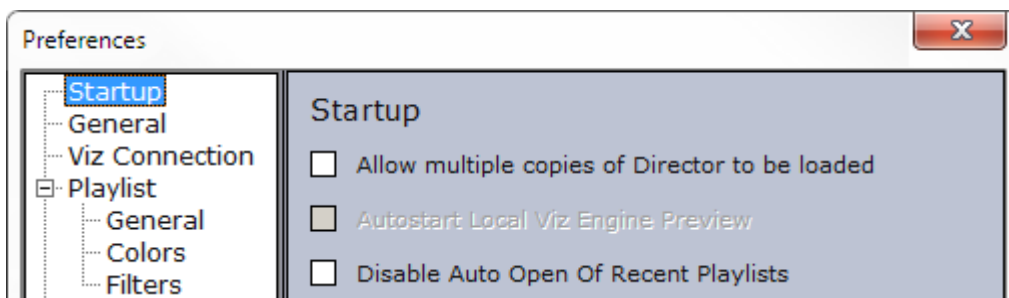 Preferences
Startup
General
Viz Connection
Playlist
General
Colors
Filters
Startup
Allow multiple copies of Director to be loaded
Autostart Local Viz Engine Preview
Disable Auto Open Of Recent Playlists